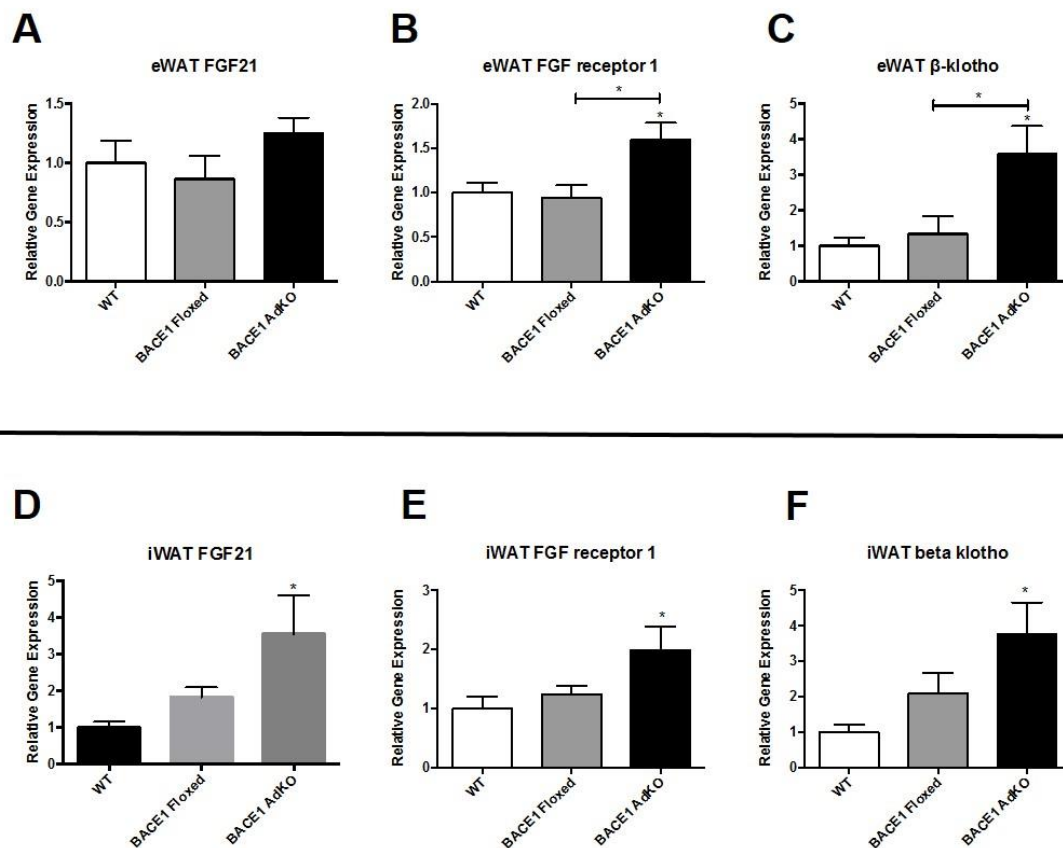 A
eWAT FGF21
Relative Gene Expression
1.5
1.0
0.5
0.0
WT
BACE1 Floxed
BACE1 AdKO
B
eWAT FGF receptor 1
Relative Gene Expression
2.0
1.5
1.0
0.5
0.0
*
*
WT
BACE1 Floxed
BACE1 AdKO
C
eWAT β-klotho
Relative Gene Expression
5
4
3
2
1
0
*
*
WT
BACE1 Floxed
BACE1 AdKO
D
iWAT FGF21
Relative Gene Expression
5
4
3
2
1
0
*
WT
BACE1 Floxed
BACE1 AdKO
E
iWAT FGF receptor 1
Relative Gene Expression
3
2
1
0
*
WT
BACE1 Floxed
BACE1 AdKO
F
iWAT beta klotho
Relative Gene Expression
5
4
3
2
1
0
*
WT
BACE1 Floxed
BACE1 AdKO